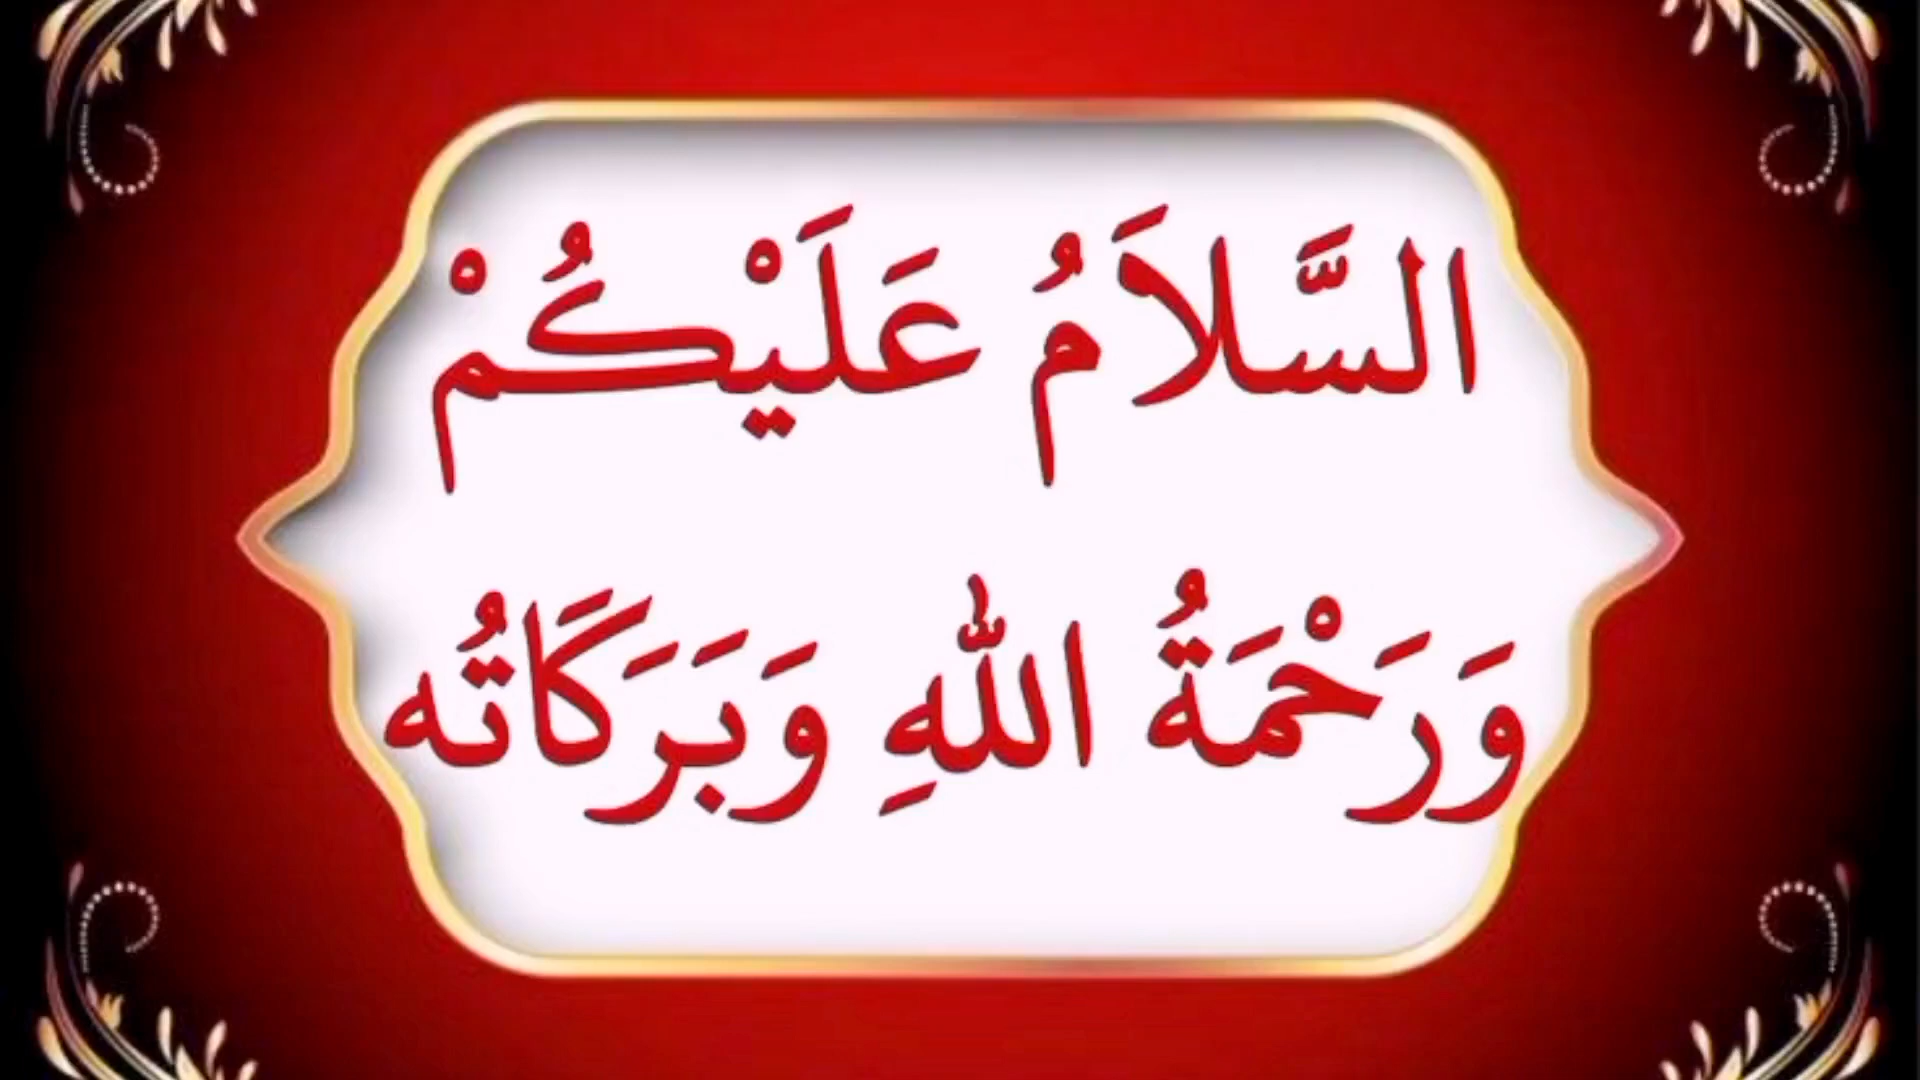 السَّلاَمُ عَلَيْكُمْ
وَرَحْمَةُ اللهِ وَبَرَكَاتُه